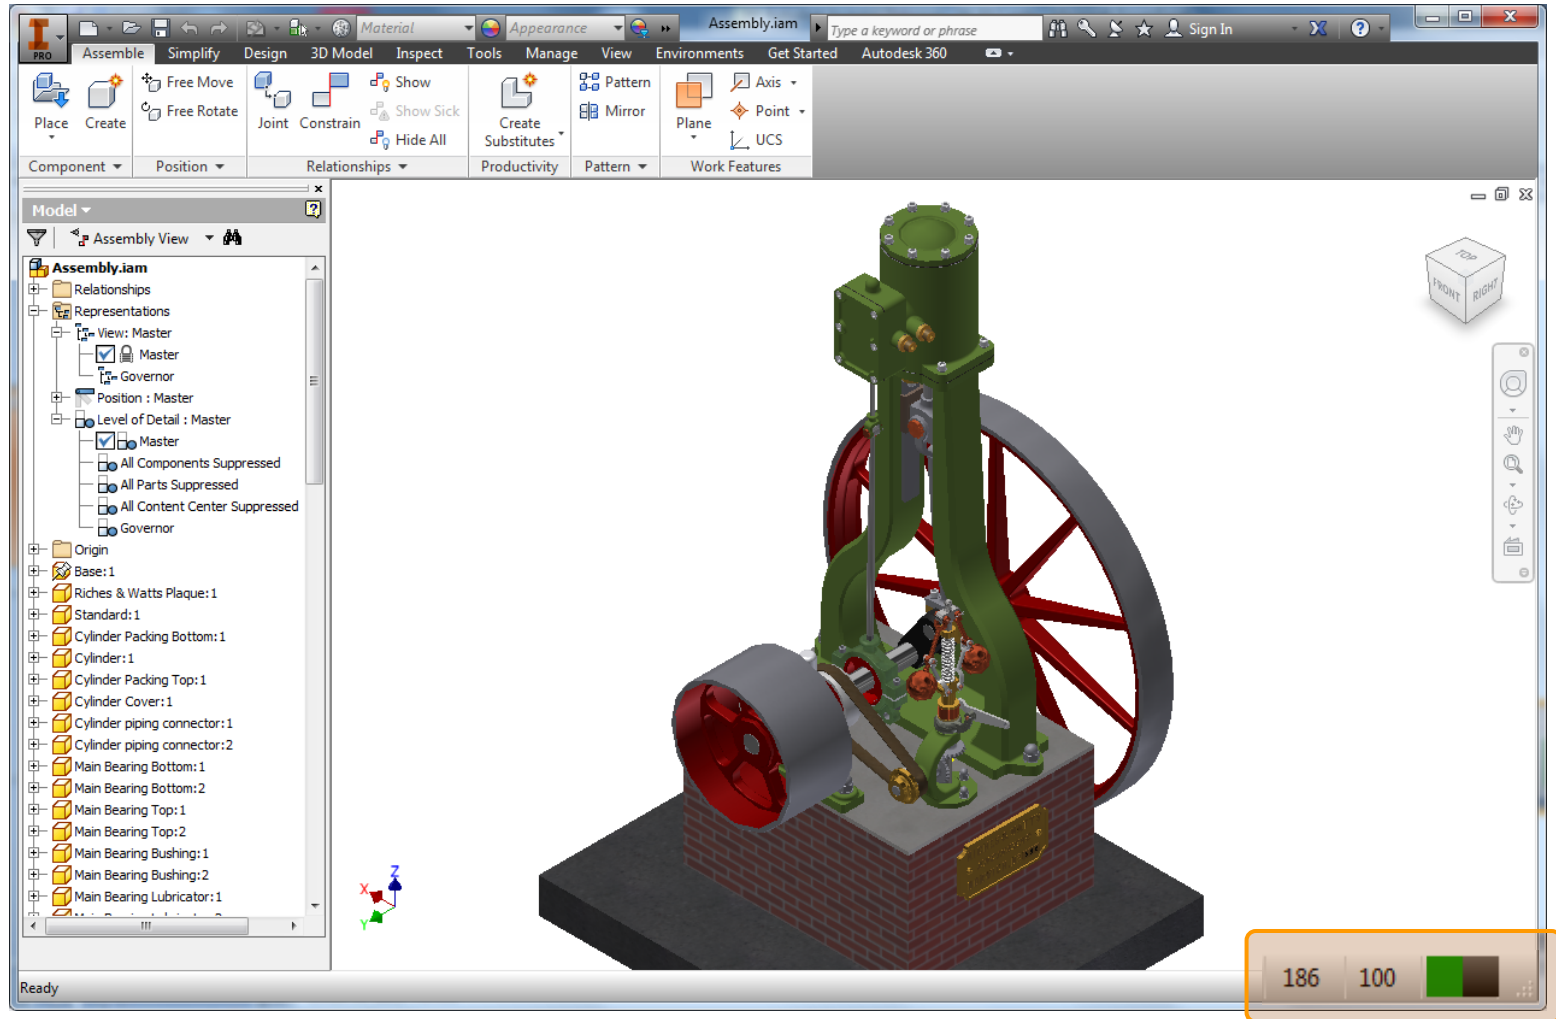 PRO
Material
Appearance
Assembly.iam
Type a keyword or phrase
Sign In
Assemble Simplify Design 3D Model Inspect Tools Manage View Environments Get Started Autodesk 360
Place
Create
Free Move
Free Rotate
Joint
Constrain
Show
Show Sick
Hide All
Create
Substitutes
Pattern
Mirror
Plane
Axis
Point
UCS
Component Position Relationships Productivity Pattern Work Features
Model
Assembly View
Assembly.iam
Relationships
Representations
View: Master
Master
Governor
Position : Master
Level of Detail : Master
Master
All Components Suppressed
All Parts Suppressed
All Content Center Suppressed
Governor
Origin
Base:1
Riches & Watts Plaque:1
Standard:1
Cylinder Packing Bottom:1
Cylinder:1
Cylinder Packing Top:1
Cylinder Cover:1
Cylinder piping connector:1
Cylinder piping connector:2
Main Bearing Bottom:1
Main Bearing Bottom:2
Main Bearing Top:1
Main Bearing Top:2
Main Bearing Bushing:1
Main Bearing Bushing:2
Main Bearing Lubricator:1
TOP
FRONT
RIGHT
Z
X
Y
Ready
186 100